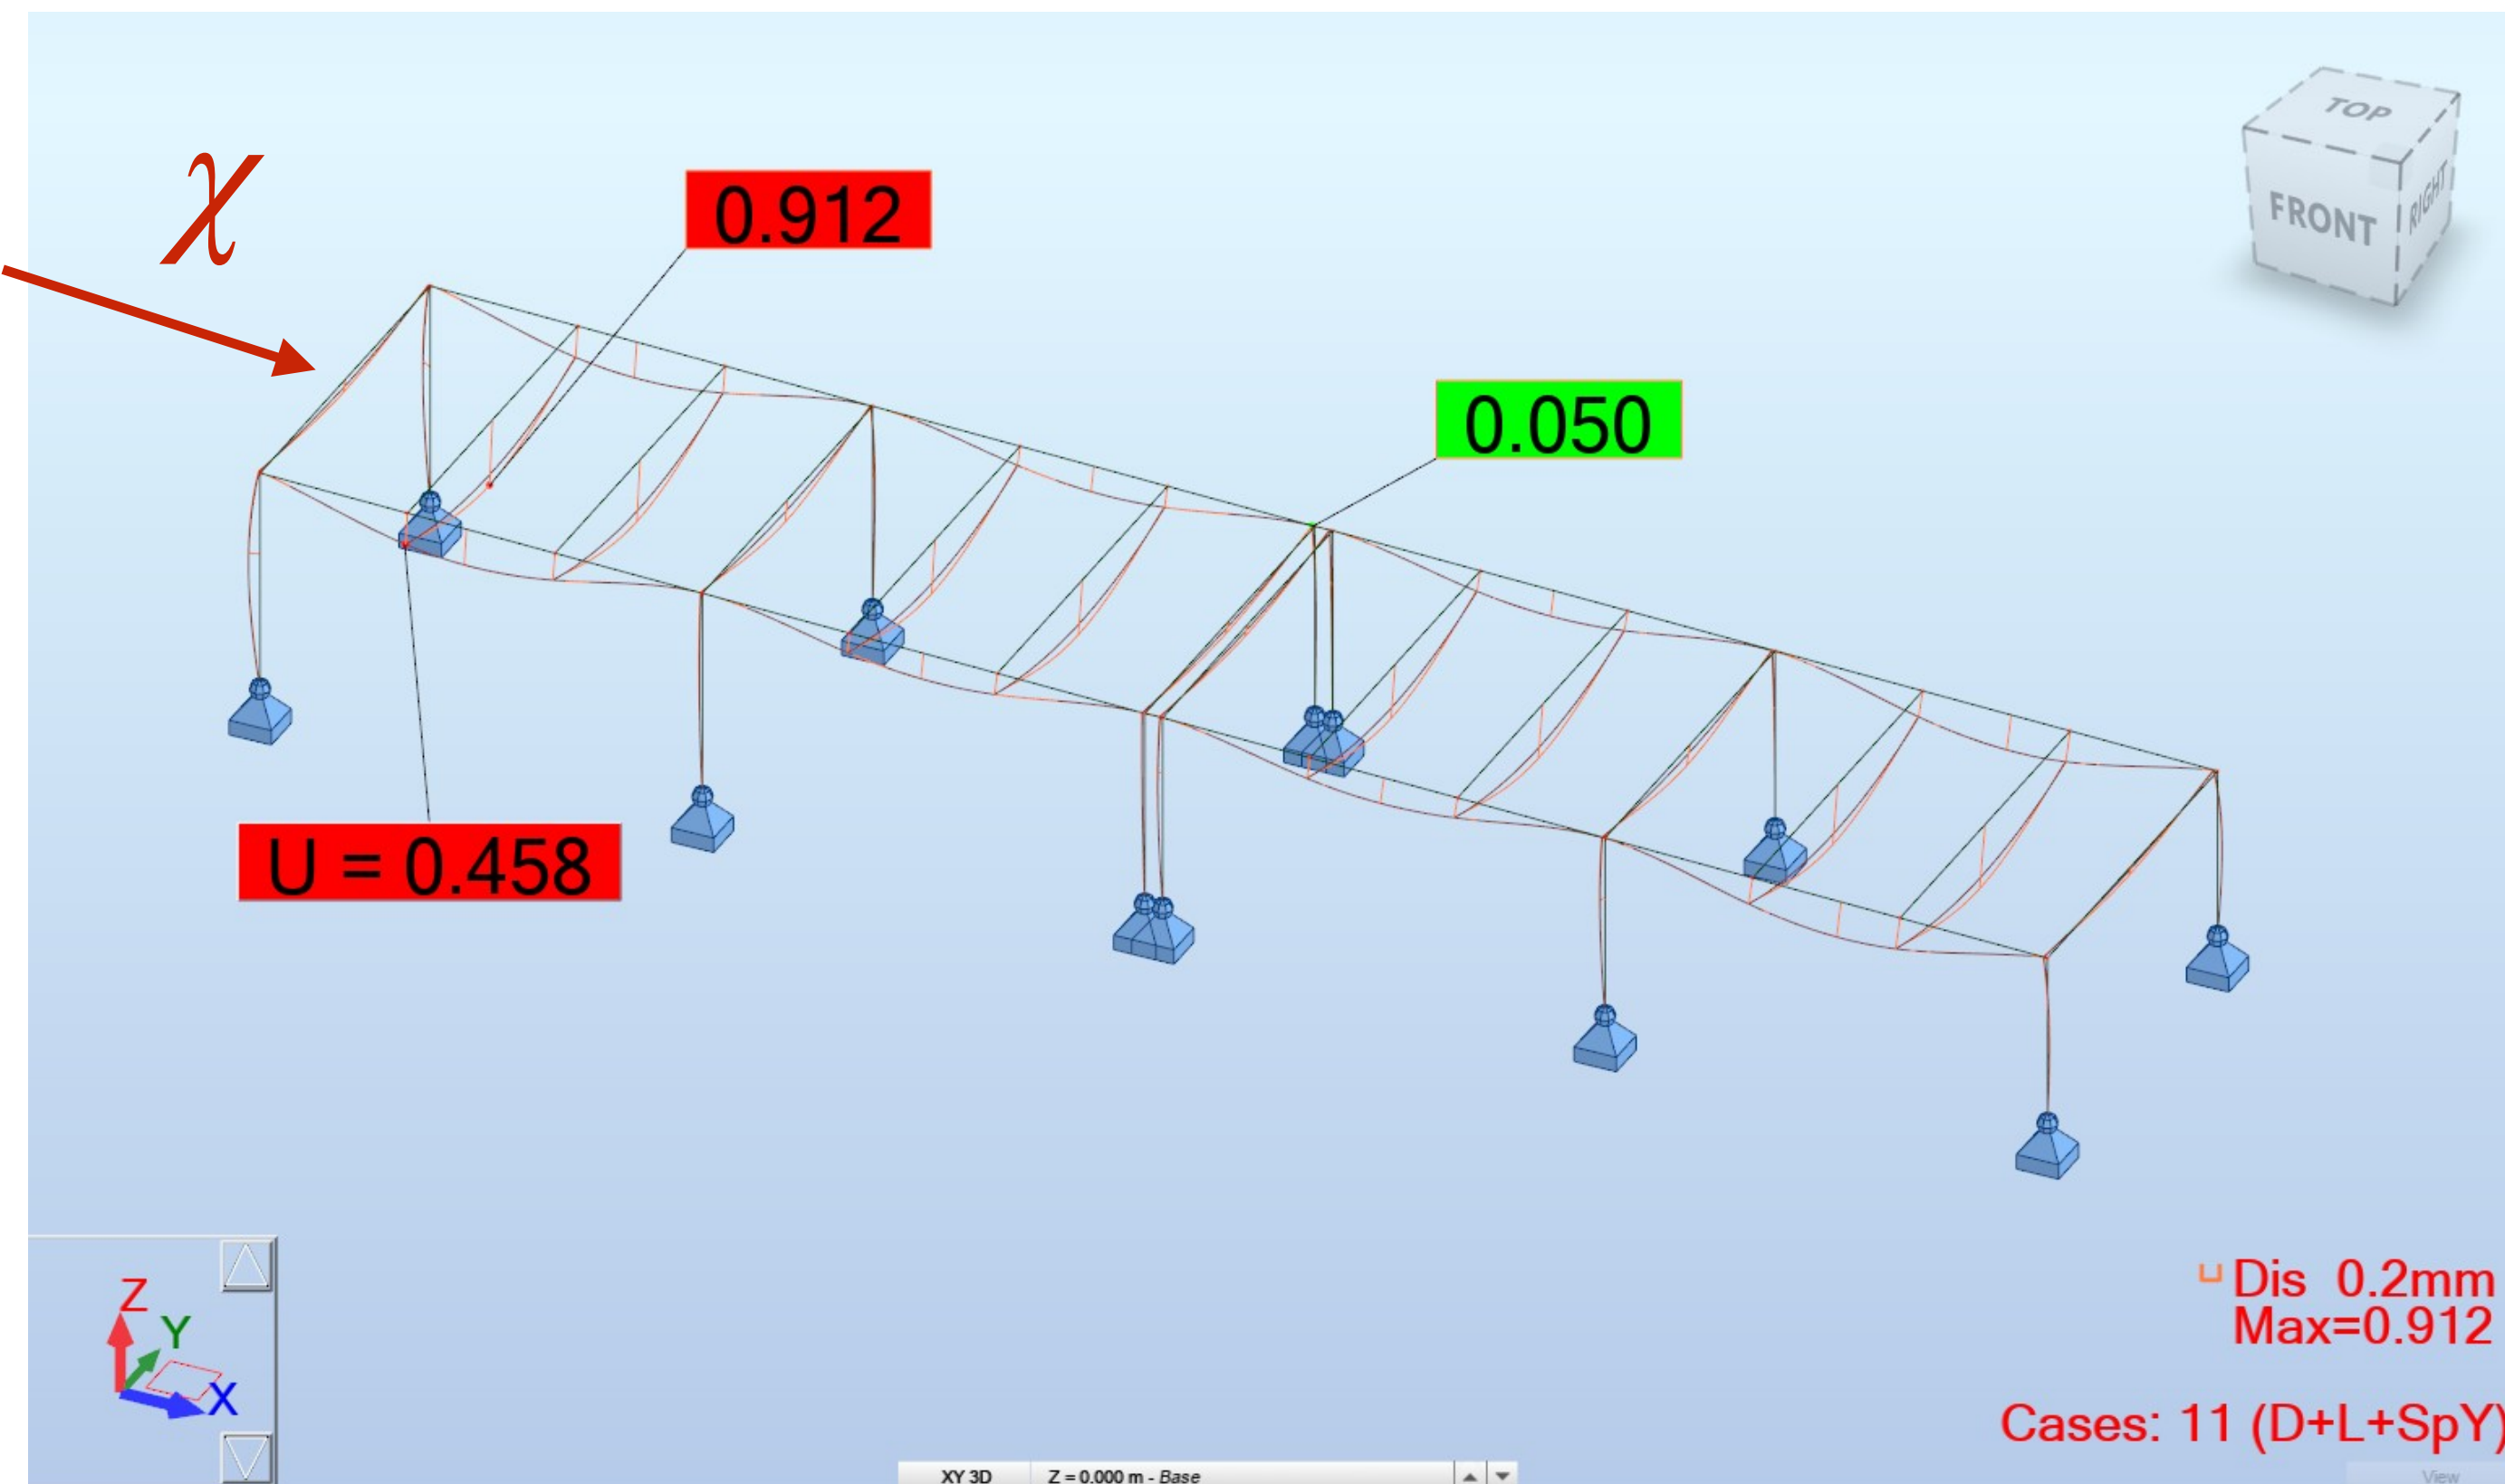 TOP
χ
0.912
FRONT
RIGHT
0.050
U = 0.458
Z
Y
X
Dis 0.2mm
Max=0.912
Cases: 11 (D+L+SpY)
XY 3D Z = 0.000 m - Base
View